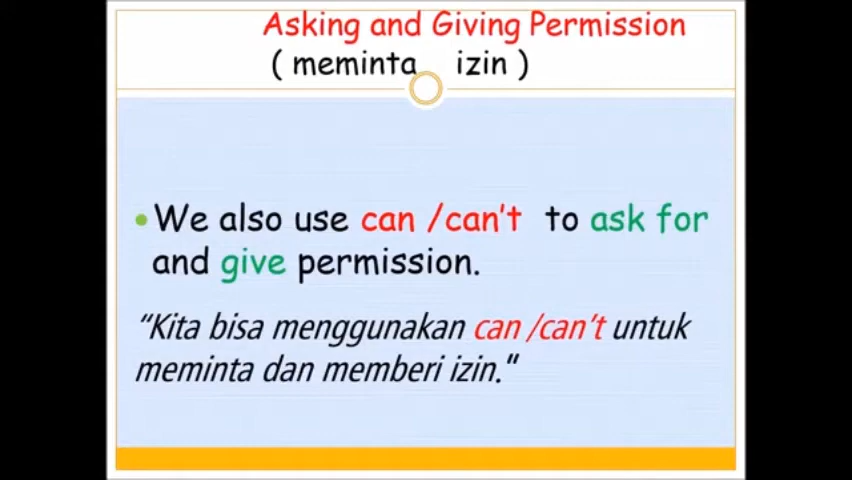 Asking and Giving Permission
( meminta izin )
We also use can /can't to ask for
and give permission.
“Kita bisa menggunakan can /can't untuk
meminta dan memberi izin."